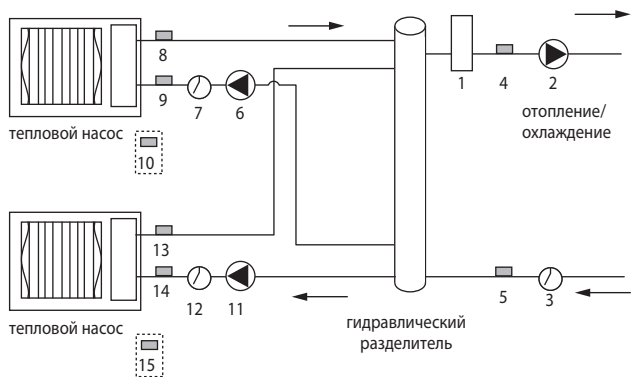 8
9
7
6
1
4
2
тепловой насос
отопление/
охлаждение
10
13
14
12
11
5
3
тепловой насос
гидравлический
разделитель
15